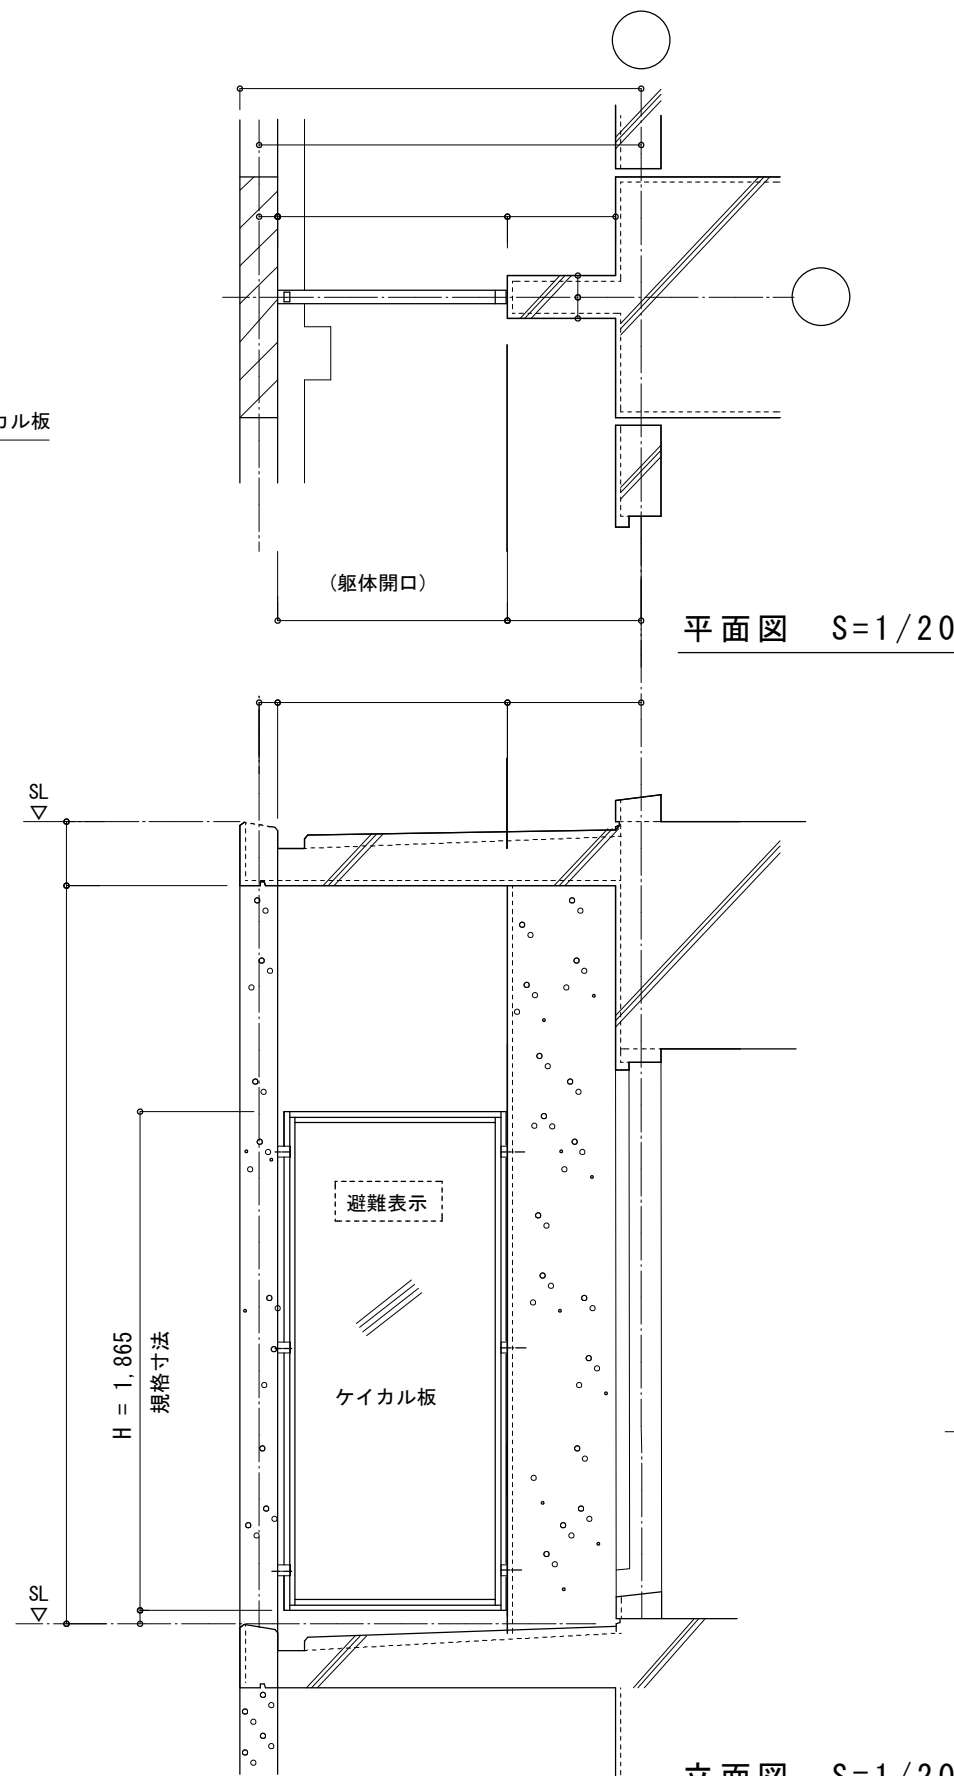 カル板
(躯体開口)
平面図 S=1/20
SL
避難表示
H = 1,865
規格寸法
ケイカル板
SL
立面図 S=1/20